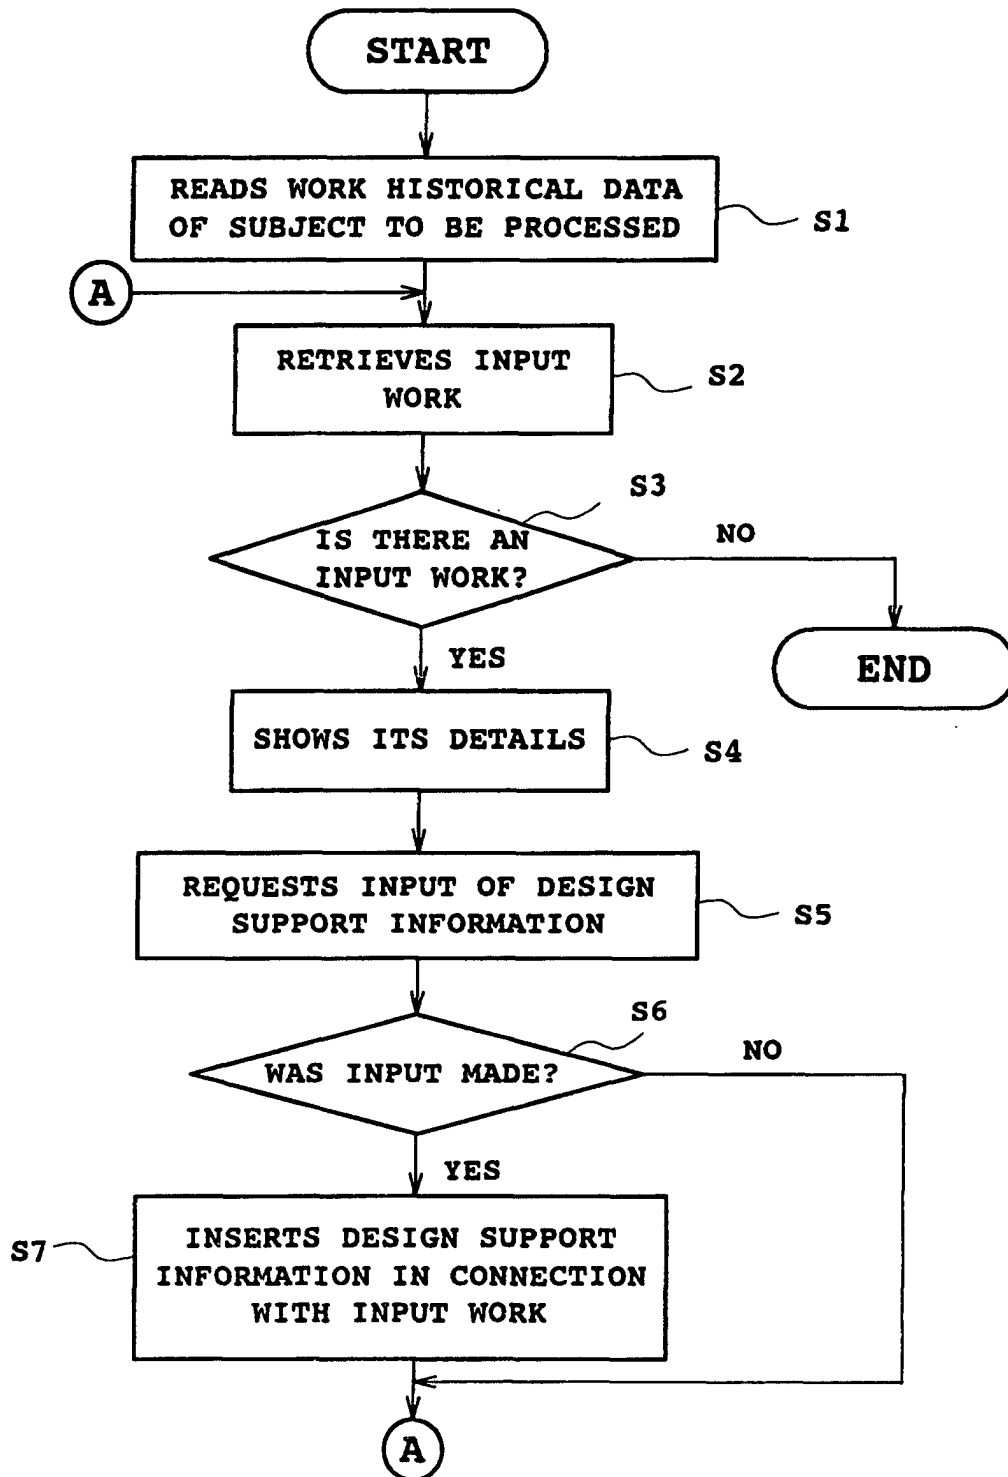 START
READS WORK HISTORICAL DATA
OF SUBJECT TO BE PROCESSED
S1
A
RETRIEVES INPUT
WORK
S2
S3
IS THERE AN
INPUT WORK?
NO
YES
END
SHOWS ITS DETAILS
S4
REQUESTS INPUT OF DESIGN
SUPPORT INFORMATION
S5
S6
WAS INPUT MADE?
NO
YES
S7
INSERTS DESIGN SUPPORT
INFORMATION IN CONNECTION
WITH INPUT WORK
A